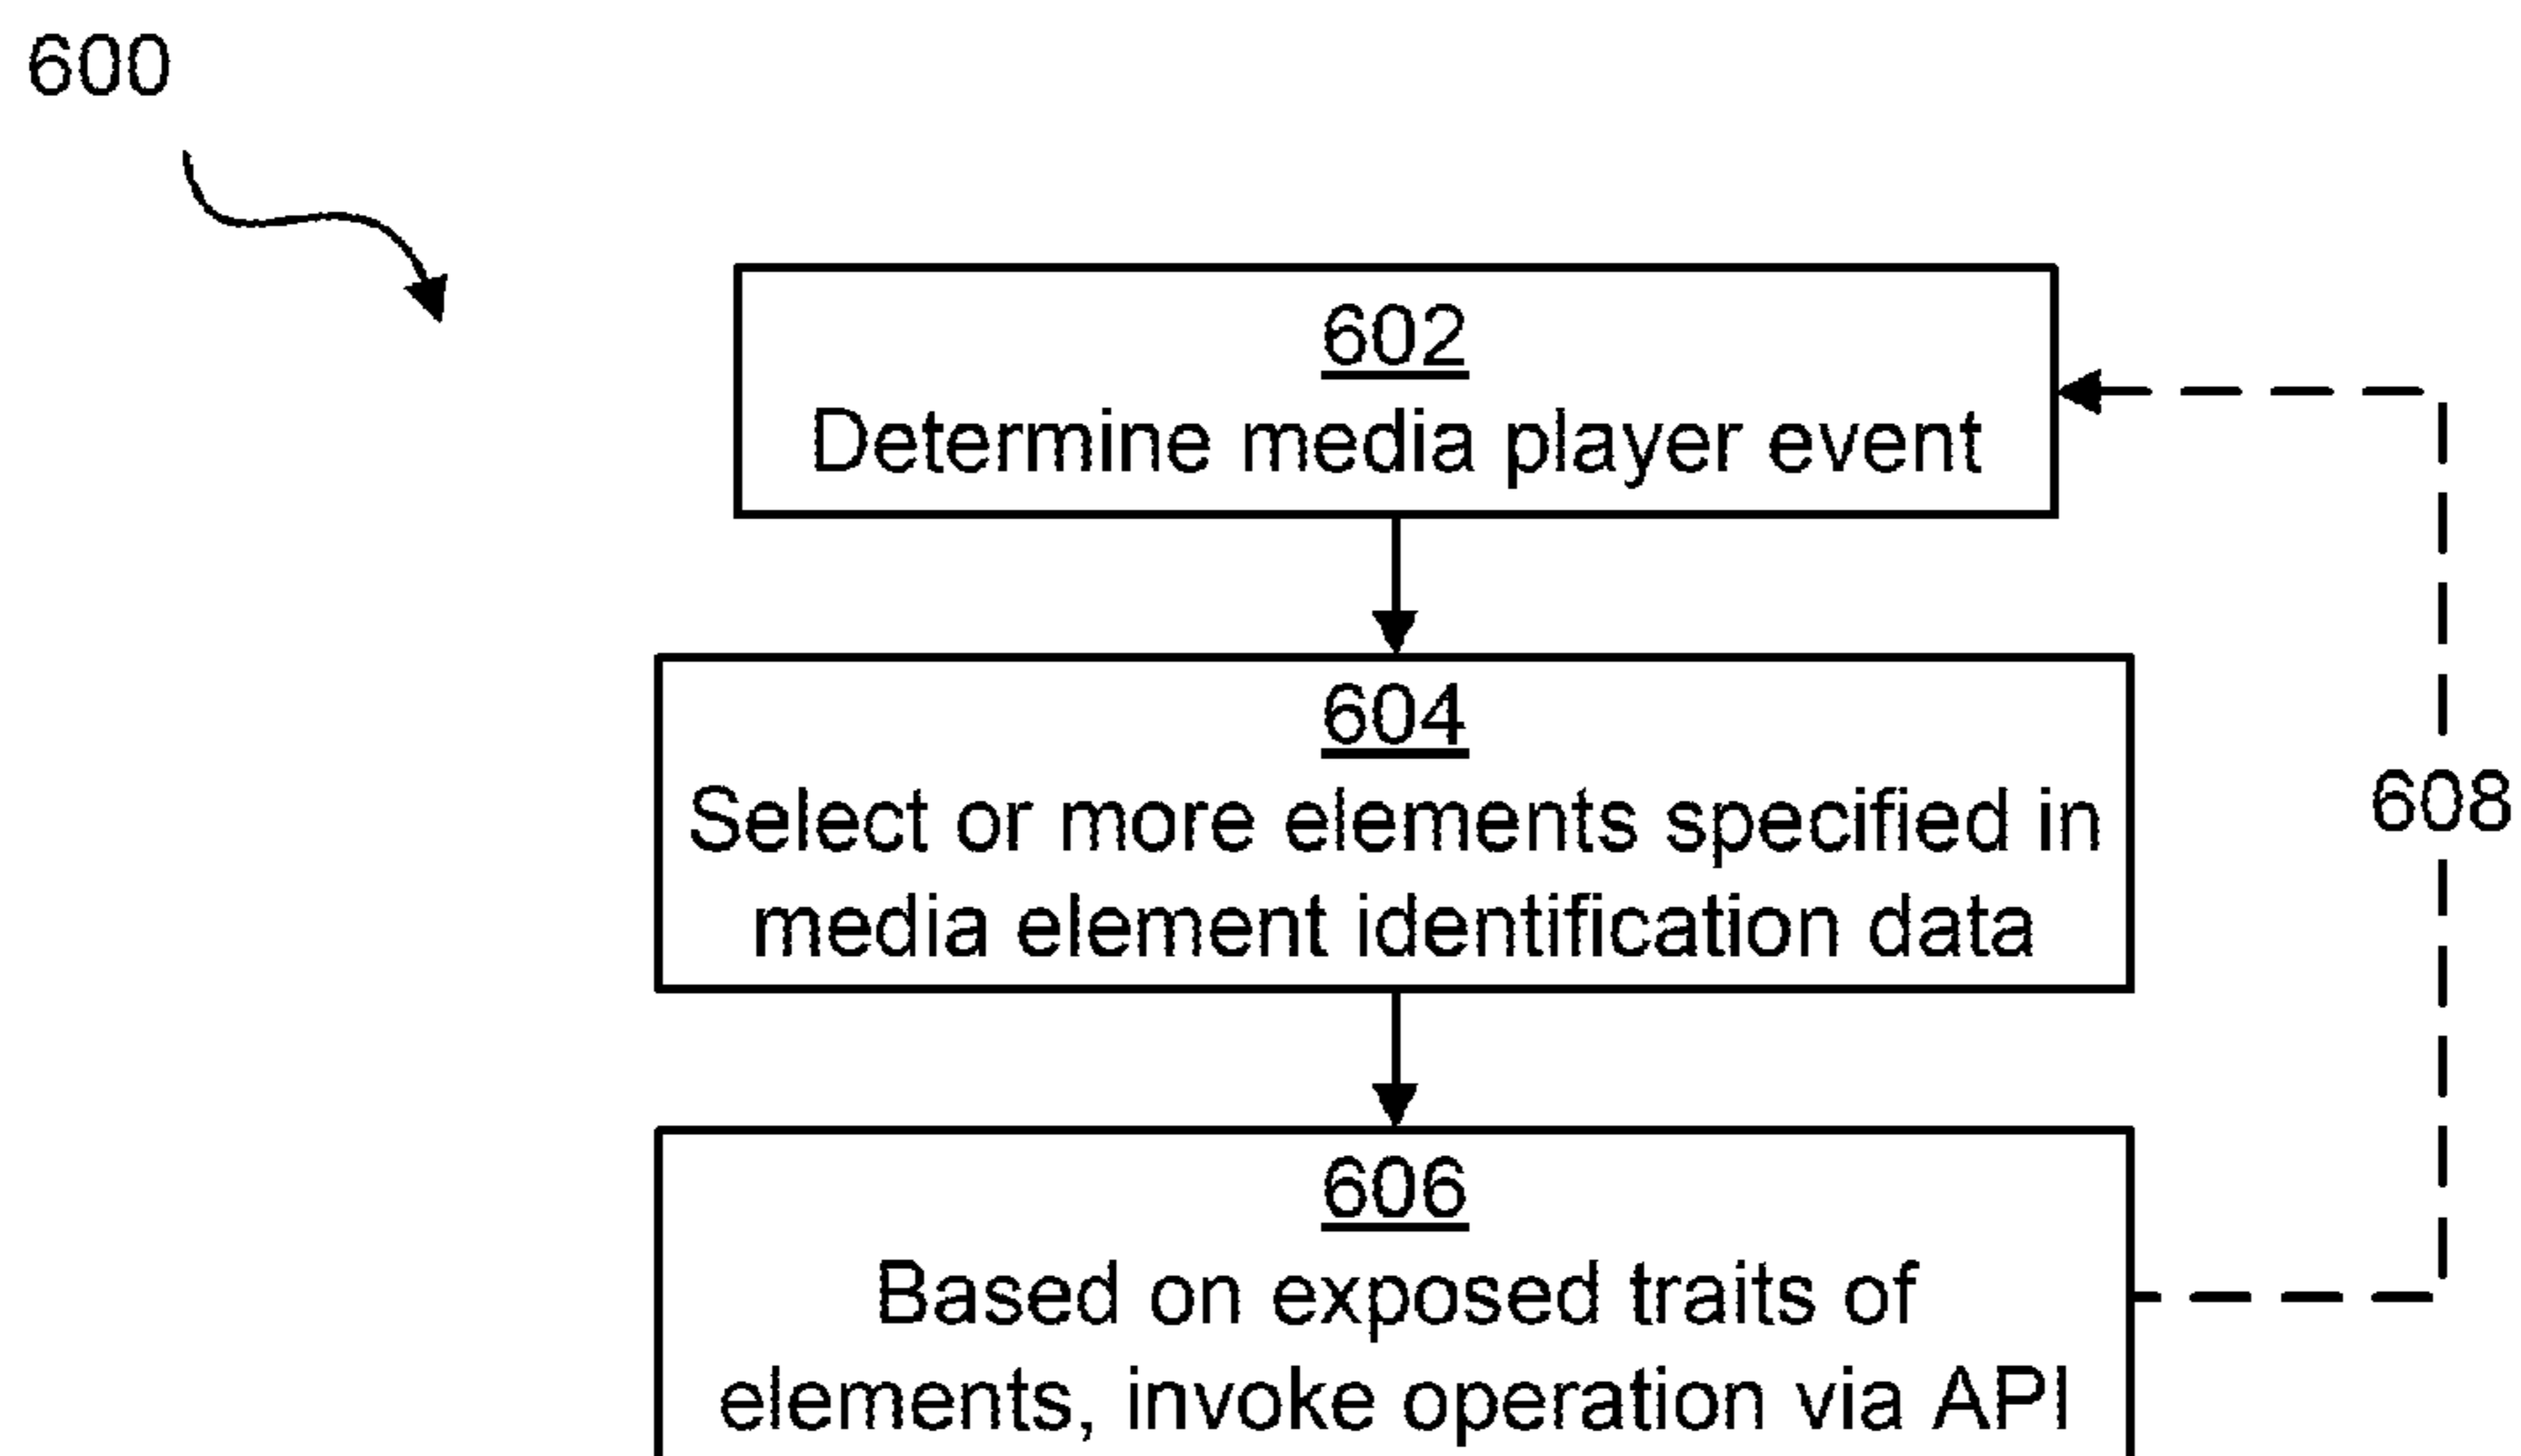 600
602
Determine media player event
604
Select or more elements specified in
media element identification data
608
606
Based on exposed traits of
elements, invoke operation via API